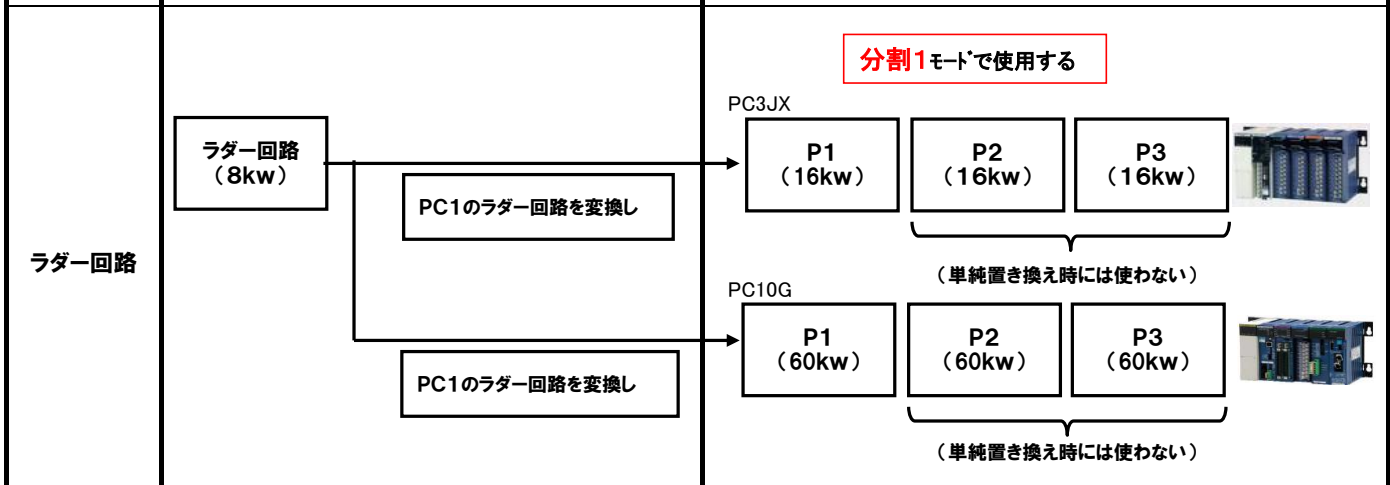 分割1モードで使用する
PC3JX
ラダー回路
（8kw）
P1
（16kw）
P2
（16kw）
P3
（16kw）
PC1のラダー回路を変換し
（単純置き換え時には使わない）
ラダー回路
PC10G
P1
（60kw）
P2
（60kw）
P3
（60kw）
PC1のラダー回路を変換し
（単純置き換え時には使わない）